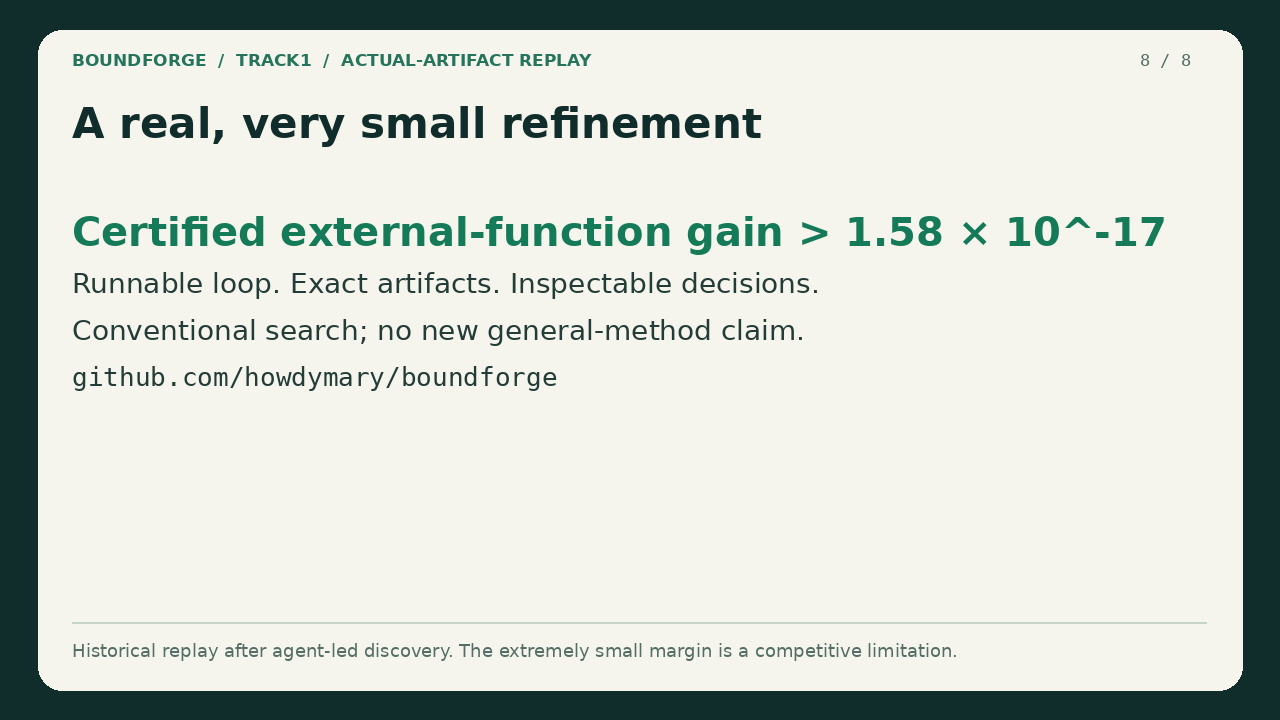 BOUNDFORGE / TRACK1 / ACTUAL-ARTIFACT REPLAY
8 / 8
A real, very small refinement
Certified external-function gain > 1.58 × 10^-17
Runnable loop. Exact artifacts. Inspectable decisions.
Conventional search; no new general-method claim.
github.com/howdymary/boundforge
Historical replay after agent-led discovery. The extremely small margin is a competitive limitation.